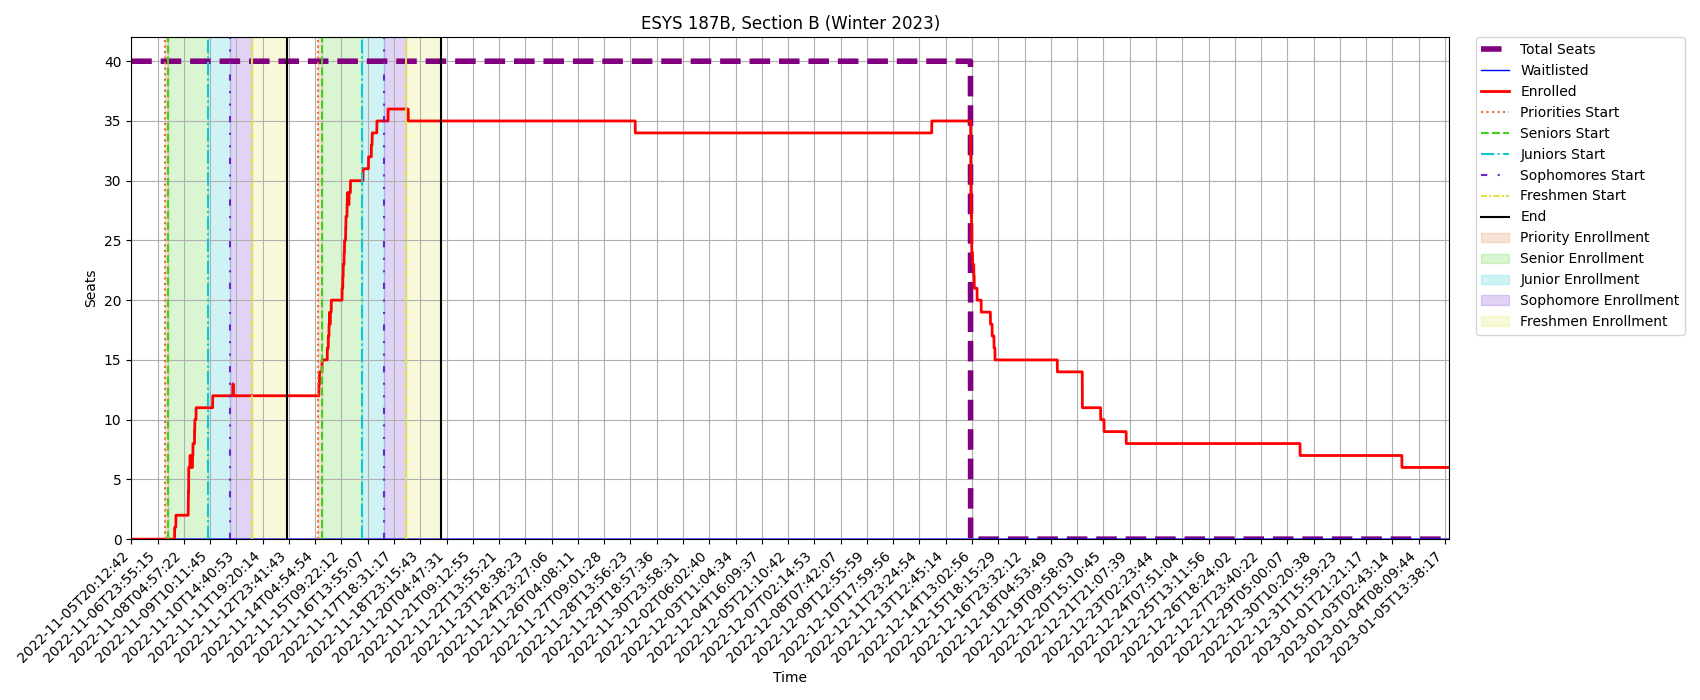 ESYS 187B, Section B (Winter 2023)
Seats
40
35
30
25
20
15
10
5
0
2022-11-05T20:12:42
2022-11-06T23:55:15
2022-11-08T04:57:22
2022-11-09T10:11:45
2022-11-10T14:40:53
2022-11-11T19:20:14
2022-11-12T23:41:43
2022-11-14T04:54:54
2022-11-15T09:22:12
2022-11-16T13:55:07
2022-11-17T18:31:17
2022-11-18T23:15:43
2022-11-20T04:47:31
2022-11-21T09:12:55
2022-11-22T13:55:21
2022-11-23T18:38:23
2022-11-24T23:27:06
2022-11-26T04:08:11
2022-11-27T09:01:28
2022-11-28T13:56:23
2022-11-29T18:57:36
2022-11-30T23:58:31
2022-12-02T06:02:40
2022-12-03T11:04:34
2022-12-04T16:09:37
2022-12-05T21:10:42
2022-12-07T02:14:53
2022-12-08T07:42:07
2022-12-09T12:55:59
2022-12-10T17:59:56
2022-12-11T23:24:54
2022-12-13T12:45:14
2022-12-14T13:02:56
2022-12-15T18:15:29
2022-12-16T23:32:12
2022-12-18T04:53:49
2022-12-19T09:58:03
2022-12-20T15:10:45
2022-12-21T21:07:39
2022-12-23T02:23:44
2022-12-24T07:51:04
2022-12-25T13:11:56
2022-12-26T18:24:02
2022-12-27T23:40:22
2022-12-29T05:00:07
2022-12-30T10:20:38
2022-12-31T15:59:23
2023-01-01T21:21:17
2023-01-03T02:43:14
2023-01-04T08:09:44
2023-01-05T13:38:17
Time
Total Seats
Waitlisted
Enrolled
Priorities Start
Seniors Start
Juniors Start
Sophomores Start
Freshmen Start
End
Priority Enrollment
Senior Enrollment
Junior Enrollment
Sophomore Enrollment
Freshmen Enrollment